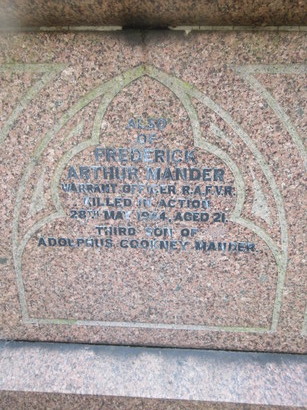 ALSO
OF
FREDERICK
ARTHUR MANDER
WARRANT OFFICER R.A.F.V.R.
KILLED IN ACTION
28TH MAY 1944, AGED 21
THIRD SON OF
ADOLPHUS COOKNEY MANDER